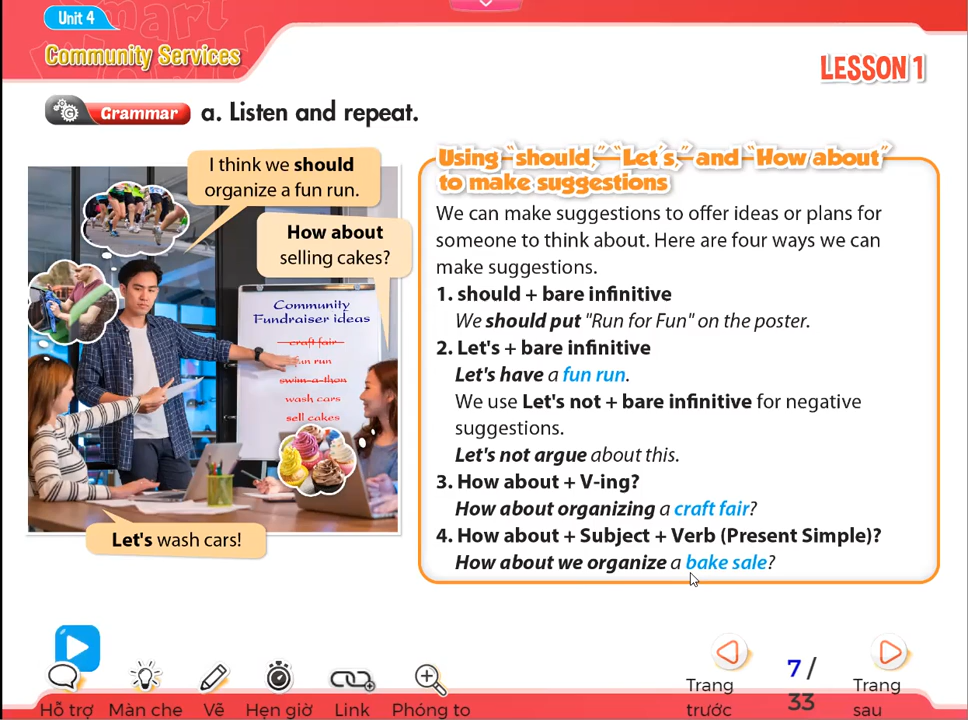 Unit 4
Community Services
LESSON 1
Grammar
a. Listen and repeat.
I think we should
organize a fun run.
How about
selling cakes?
Community
Fundraiser ideas
craft fair
fun run
swim-a-thon
wash cars
sell cakes
Let's wash cars!
Using "should," "Let's," and "How about"
to make suggestions
We can make suggestions to offer ideas or plans for
someone to think about. Here are four ways we can
make suggestions.
1. should + bare infinitive
We should put "Run for Fun" on the poster.
2. Let's + bare infinitive
Let's have a fun run.
We use Let's not + bare infinitive for negative
suggestions.
Let's not argue about this.
3. How about + V-ing?
How about organizing a craft fair?
4. How about + Subject + Verb (Present Simple)?
How about we organize a bake sale?
Hỗ trợ
Màn che
Vẽ
Hẹn giờ
Link
Phóng to
Trang
trước
7 /
33
Trang
sau